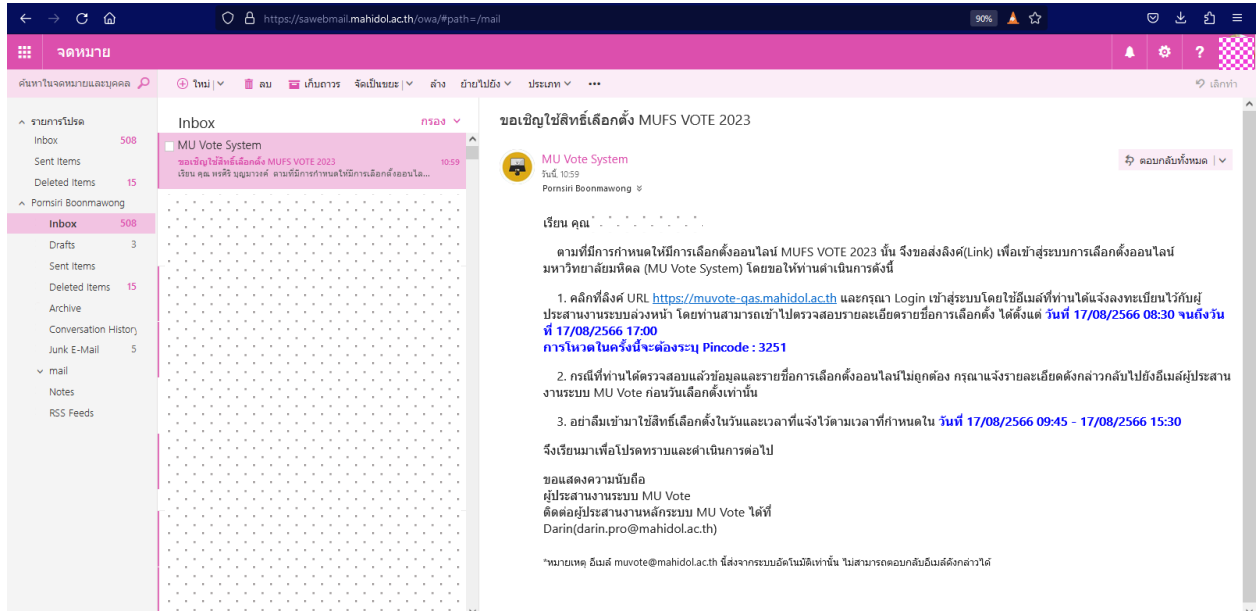 https://sawebmail.mahidol.ac.th/owa/#path=/mail
90%
จดหมาย
?
ค้นหาในจดหมายและบุคคล
ใหม่
ลบ
เก็บถาวร
จัดเป็นขยะ
ล้าง
ย้ายไปยัง
ประเภท
เลิกทำ
รายการโปรด
Inbox 508
Sent Items
Deleted Items 15
Pornsiri Boonmawong
Inbox 508
Drafts 3
Sent Items
Deleted Items 15
Archive
Conversation History
Junk E-Mail 5
mail
Notes
RSS Feeds
Inbox
กรอง
MU Vote System
ขอเชิญใช้สิทธิ์เลือกตั้ง MUFS VOTE 2023 10:59
เรียน คุณ พรศิริ บุญมาวงค์ ตามที่มีการกำหนดให้มีการเลือกตั้งออนไล...
ขอเชิญใช้สิทธิ์เลือกตั้ง MUFS VOTE 2023
MU Vote System
วันนี้, 10:59
Pornsiri Boonmawong
ตอบกลับทั้งหมด
เรียน คุณ
ตามที่มีการกำหนดให้มีการเลือกตั้งออนไลน์ MUFS VOTE 2023 นั้น จึงขอส่งลิงค์(Link) เพื่อเข้าสู่ระบบการเลือกตั้งออนไลน์
มหาวิทยาลัยมหิดล (MU Vote System) โดยขอให้ท่านดำเนินการดังนี้
1. คลิกที่ลิงค์ URL https://muvote-qas.mahidol.ac.th และกรุณา Login เข้าสู่ระบบโดยใช้อีเมล์ที่ท่านได้แจ้งลงทะเบียนไว้กับผู้
ประสานงานระบบล่วงหน้า โดยท่านสามารถเข้าไปตรวจสอบรายละเอียดรายชื่อการเลือกตั้ง ได้ตั้งแต่ วันที่ 17/08/2566 08:30 จนถึงวัน
ที่ 17/08/2566 17:00
การโหวตในครั้งนี้จะต้องระบุ Pincode : 3251
2. กรณีที่ท่านได้ตรวจสอบแล้วข้อมูลและรายชื่อการเลือกตั้งออนไลน์ไม่ถูกต้อง กรุณาแจ้งรายละเอียดดังกล่าวกลับไปยังอีเมล์ผู้ประสาน
งานระบบ MU Vote ก่อนวันเลือกตั้งเท่านั้น
3. อย่าลืมเข้ามาใช้สิทธิ์เลือกตั้งในวันและเวลาที่แจ้งไว้ตามเวลาที่กำหนดใน วันที่ 17/08/2566 09:45 - 17/08/2566 15:30
จึงเรียนมาเพื่อโปรดทราบและดำเนินการต่อไป
ขอแสดงความนับถือ
ผู้ประสานงานระบบ MU Vote
ติดต่อผู้ประสานงานหลักระบบ MU Vote ได้ที่
Darin(darin.pro@mahidol.ac.th)
*หมายเหตุ อีเมล์ muvote@mahidol.ac.th นี้ส่งจากระบบอัตโนมัติเท่านั้น ไม่สามารถตอบกลับอีเมล์ดังกล่าวได้